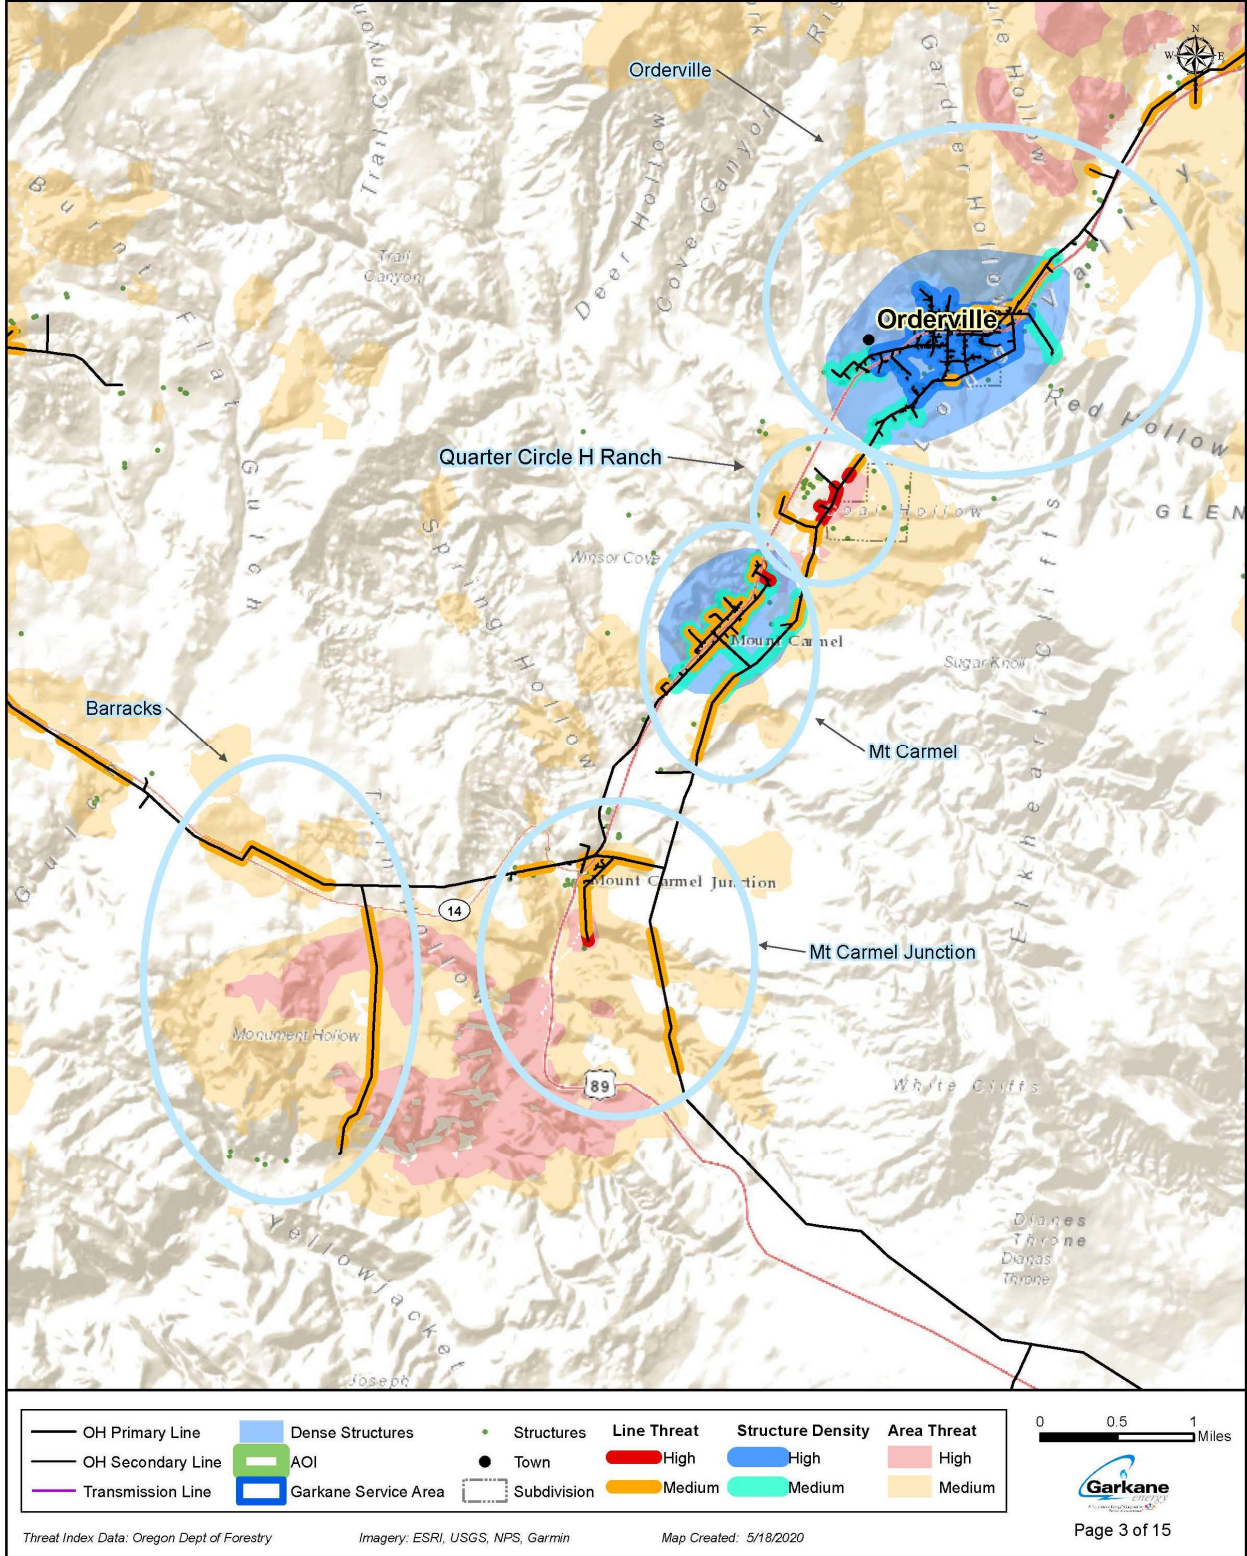 N
W
E
Orderville
Trail Canyon
Burnt Flat Gulch
Trail
Canyon
Deer Hollow
Cove Canyon
Orderville
Valley
Red Hollow
Quarter Circle H Ranch
GLEN
Spring Hollow
Winsor Cove
Mount Carmel
Sugar Knoll
Elkheart Cliffs
Barracks
Mt Carmel
Mount Carmel Junction
14
Mt Carmel Junction
Monument Hollow
89
White Cliffs
Yellowjacket
Dianas
Throne
Dianas
Throne
Joseph
OH Primary Line
OH Secondary Line
Transmission Line
Dense Structures
AOI
Garkane Service Area
Structures
Town
Subdivision
Line Threat
High
Medium
Structure Density
High
Medium
Area Threat
High
Medium
0 0.5 1
Miles
Garkane
energy
Page 3 of 15
Threat Index Data: Oregon Dept of Forestry
Imagery: ESRI, USGS, NPS, Garmin
Map Created: 5/18/2020